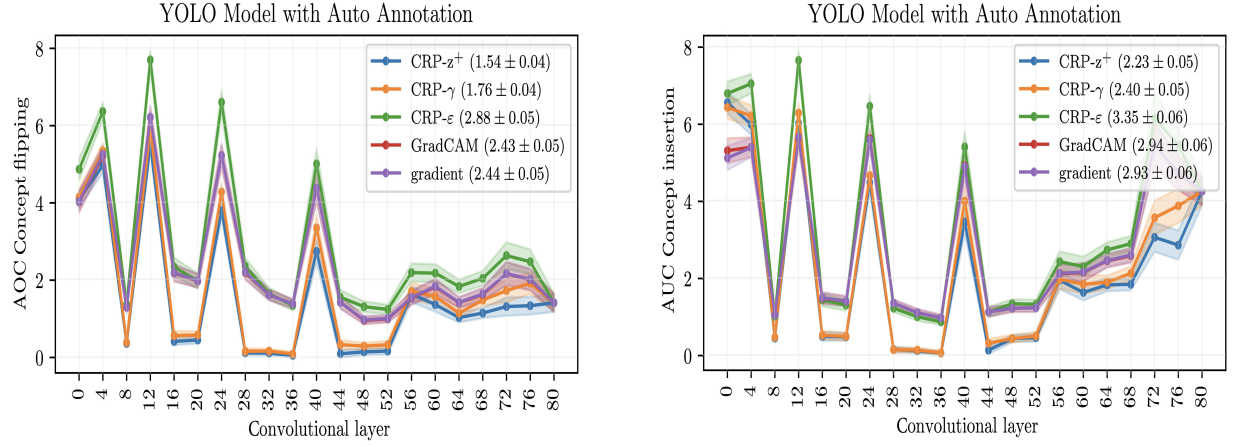 YOLO Model with Auto Annotation
AOC Concept flipping
8
6
4
2
0
CRP-z⁺ (1.54 ± 0.04)
CRP-γ (1.76 ± 0.04)
CRP-ε (2.88 ± 0.05)
GradCAM (2.43 ± 0.05)
gradient (2.44 ± 0.05)
0 4 8 12 16 20 24 28 32 36 40 44 48 52 56 60 64 68 72 76 80
Convolutional layer
YOLO Model with Auto Annotation
AUC Concept insertion
8
6
4
2
0
CRP-z⁺ (2.23 ± 0.05)
CRP-γ (2.40 ± 0.05)
CRP-ε (3.35 ± 0.06)
GradCAM (2.94 ± 0.06)
gradient (2.93 ± 0.06)
0 4 8 12 16 20 24 28 32 36 40 44 48 52 56 60 64 68 72 76 80
Convolutional layer